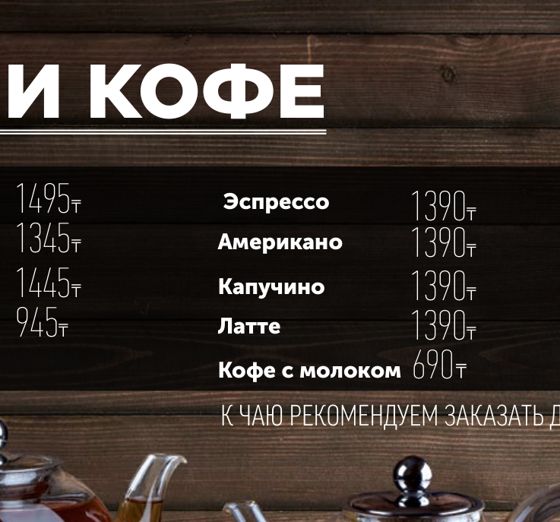 И КОФЕ
1495₸
1345₸
1445₸
945₸
Эспрессо 1390₸
Американо 1390₸
Капучино 1390₸
Латте 1390₸
Кофе с молоком 690₸
К ЧАЮ РЕКОМЕНДУЕМ ЗАКАЗАТЬ Д